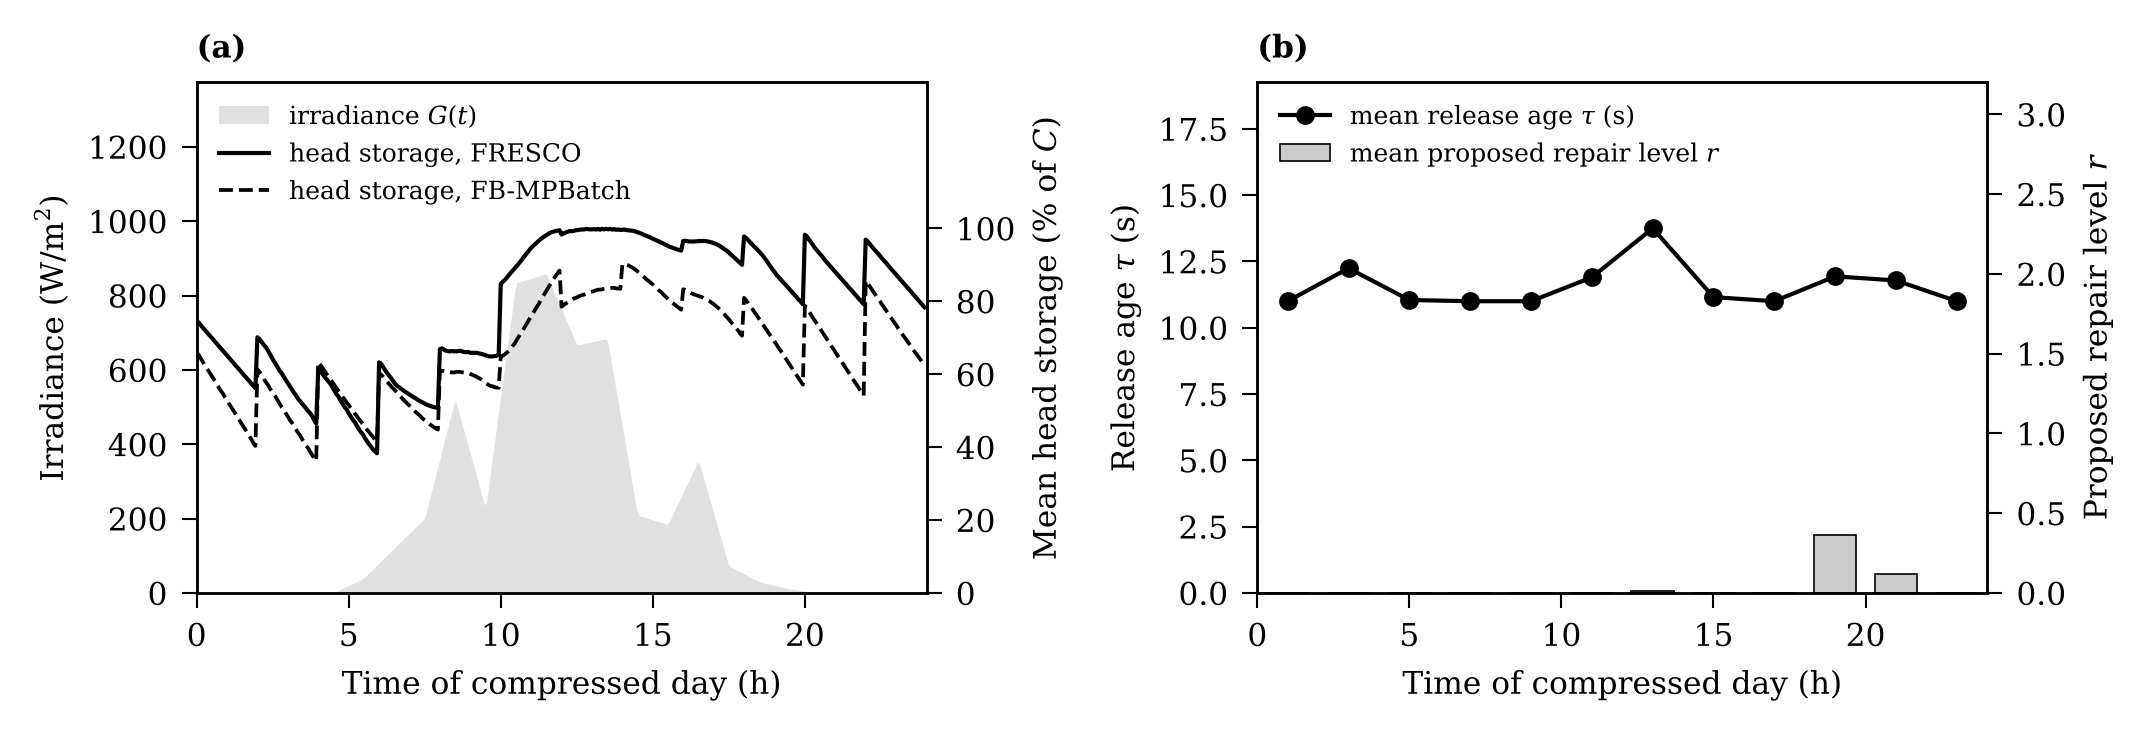 (a)
irradiance G(t)
head storage, FRESCO
head storage, FB-MPBatch
Irradiance (W/m²)
1200
1000
800
600
400
200
0
100
80
60
40
20
0
Mean head storage (% of C)
0 5 10 15 20
Time of compressed day (h)
(b)
mean release age τ (s)
mean proposed repair level r
Release age τ (s)
17.5
15.0
12.5
10.0
7.5
5.0
2.5
0.0
3.0
2.5
2.0
1.5
1.0
0.5
0.0
Proposed repair level r
0 5 10 15 20
Time of compressed day (h)